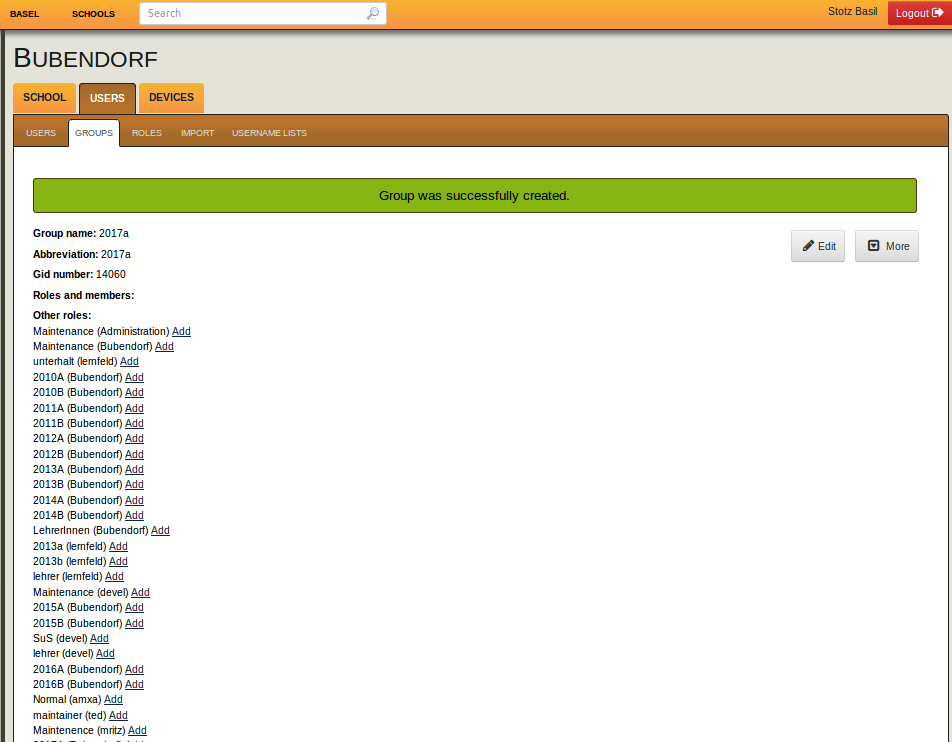 BASEL SCHOOLS Search Stotz Basil Logout
BUBENDORF
SCHOOL USERS DEVICES
USERS GROUPS ROLES IMPORT USERNAME LISTS
Group was successfully created.
Group name: 2017a
Edit More
Abbreviation: 2017a
Gid number: 14060
Roles and members:
Other roles:
Maintenance (Administration) Add
Maintenance (Bubendorf) Add
unterhalt (lernfeld) Add
2010A (Bubendorf) Add
2010B (Bubendorf) Add
2011A (Bubendorf) Add
2011B (Bubendorf) Add
2012A (Bubendorf) Add
2012B (Bubendorf) Add
2013A (Bubendorf) Add
2013B (Bubendorf) Add
2014A (Bubendorf) Add
2014B (Bubendorf) Add
LehrerInnen (Bubendorf) Add
2013a (lernfeld) Add
2013b (lernfeld) Add
lehrer (lernfeld) Add
Maintenance (devel) Add
2015A (Bubendorf) Add
2015B (Bubendorf) Add
SuS (devel) Add
lehrer (devel) Add
2016A (Bubendorf) Add
2016B (Bubendorf) Add
Normal (amxa) Add
maintainer (ted) Add
Maintenence (mritz) Add